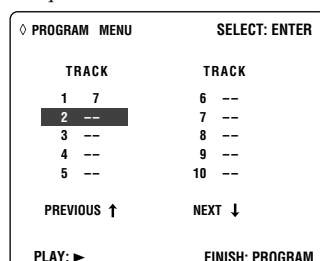 ◊ PROGRAM MENU SELECT: ENTER
TRACK TRACK
1 7 6 --
2 -- 7 --
3 -- 8 --
4 -- 9 --
5 -- 10 --
PREVIOUS ↑ NEXT ↓
PLAY: ► FINISH: PROGRAM